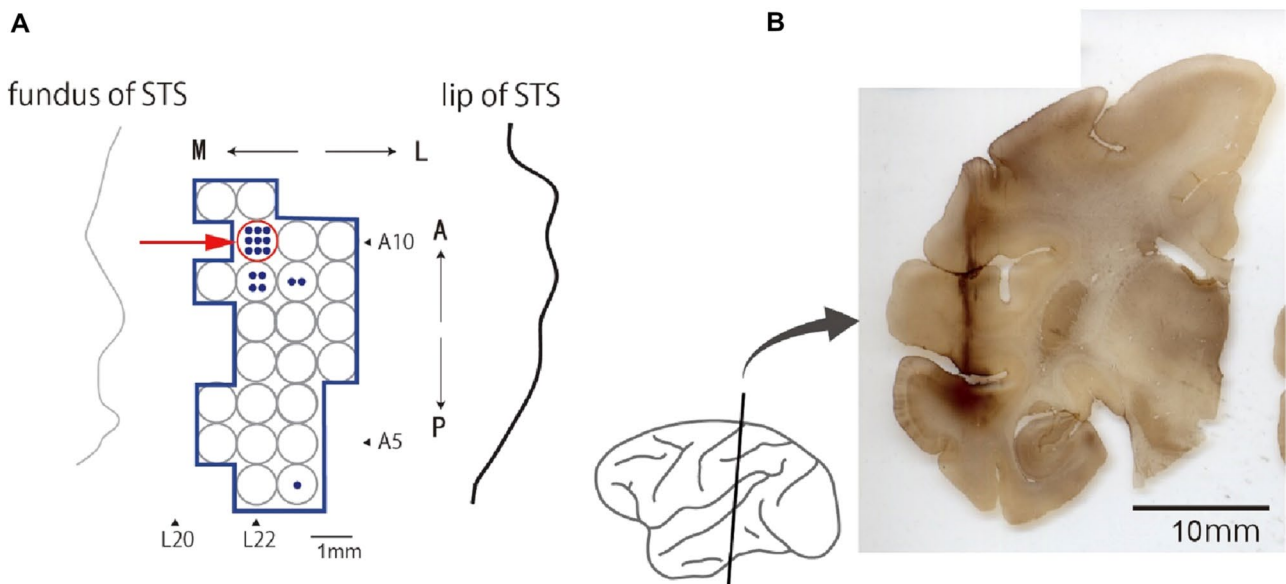 A
B
fundus of STS
lip of STS
M
L
A10
A
A5
P
L20
L22
1mm
10mm